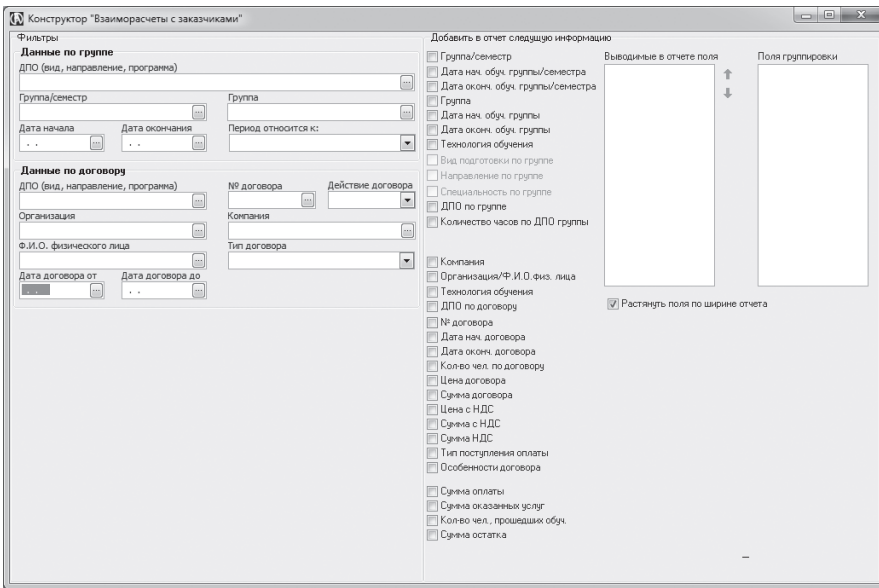 Конструктор "Взаиморасчеты с заказчиками"
Фильтры
Данные по группе
ДПО (вид, направление, программа)
Группа/семестр
Группа
Дата начала
Дата окончания
Период относится к:
Данные по договору
ДПО (вид, направление, программа)
№ договора
Действие договора
Организация
Компания
Ф.И.О. физического лица
Тип договора
Дата договора от
Дата договора до
Добавить в отчет следущую информацию
Группа/семестр
Дата нач. обуч. группы/семестра
Дата оконч. обуч. группы/семестра
Группа
Дата нач. обуч. группы
Дата оконч. обуч. группы
Технология обучения
Вид подготовки по группе
Направление по группе
Специальность по группе
ДПО по группе
Количество часов по ДПО группы
Компания
Организация/Ф.И.О.физ. лица
Технология обучения
ДПО по договору
№ договора
Дата нач. договора
Дата оконч. договора
Кол-во чел. по договору
Цена договора
Сумма договора
Цена с НДС
Сумма с НДС
Сумма НДС
Тип поступления оплаты
Особенности договора
Сумма оплаты
Сумма оказанных услуг
Кол-во чел., прошедших обуч.
Сумма остатка
Выводимые в отчете поля
Поля группировки
Растянуть поля по ширине отчета